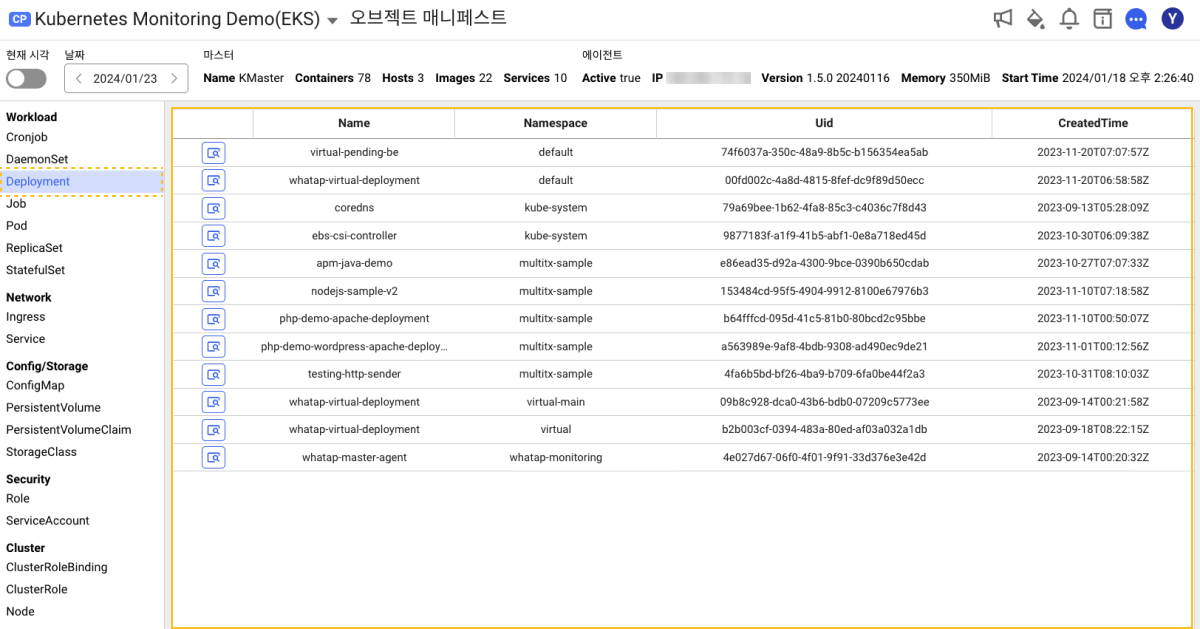 CP Kubernetes Monitoring Demo(EKS) 오브젝트 매니페스트
Y
현재 시각 날짜 마스터 에이전트
2024/01/23 Name KMaster Containers 78 Hosts 3 Images 22 Services 10 Active true IP Version 1.5.0 20240116 Memory 350MiB Start Time 2024/01/18 오후 2:26:40
Workload
Cronjob
DaemonSet
Deployment
Job
Pod
ReplicaSet
StatefulSet
Network
Ingress
Service
Config/Storage
ConfigMap
PersistentVolume
PersistentVolumeClaim
StorageClass
Security
Role
ServiceAccount
Cluster
ClusterRoleBinding
ClusterRole
Node
Name Namespace Uid CreatedTime
virtual-pending-be default 74f6037a-350c-48a9-8b5c-b156354ea5ab 2023-11-20T07:07:57Z
whatap-virtual-deployment default 00fd002c-a4d8-4815-8fef-dc9f89d50ecc 2023-11-20T06:58:58Z
coredns kube-system 79a69bee-1b62-4fa8-85c3-c4036c7f8d43 2023-09-13T05:28:09Z
ebs-csi-controller kube-system 9877183f-a1f9-41b5-abf1-0e8a718ed45d 2023-10-30T06:09:38Z
apm-java-demo multitx-sample e86ead35-d92a-4300-9bce-0390b650cdab 2023-10-27T07:07:33Z
nodejs-sample-v2 multitx-sample 153484cd-95f5-4904-9912-8100e67976b3 2023-11-10T07:18:58Z
php-demo-apache-deployment multitx-sample b64fffcd-095d-41c5-81b0-80bcd2c95bbe 2023-11-10T00:50:07Z
php-demo-wordpress-apache-deploy... multitx-sample a563989e-9af8-4bdb-9308-ad490ec9de21 2023-11-01T00:12:56Z
testing-http-sender multitx-sample 4fa6b5bd-bf26-4ba9-b709-6fa0be44f2a3 2023-10-31T08:10:03Z
whatap-virtual-deployment virtual-main 09b8c928-dca0-43b6-bdb0-07209c5773ee 2023-09-14T00:21:58Z
whatap-virtual-deployment virtual b2b003cf-0394-483a-80ed-af03a032a1db 2023-09-18T08:22:15Z
whatap-master-agent whatap-monitoring 4e027d67-06f0-4f01-9f91-33d376e3e42d 2023-09-14T00:20:32Z